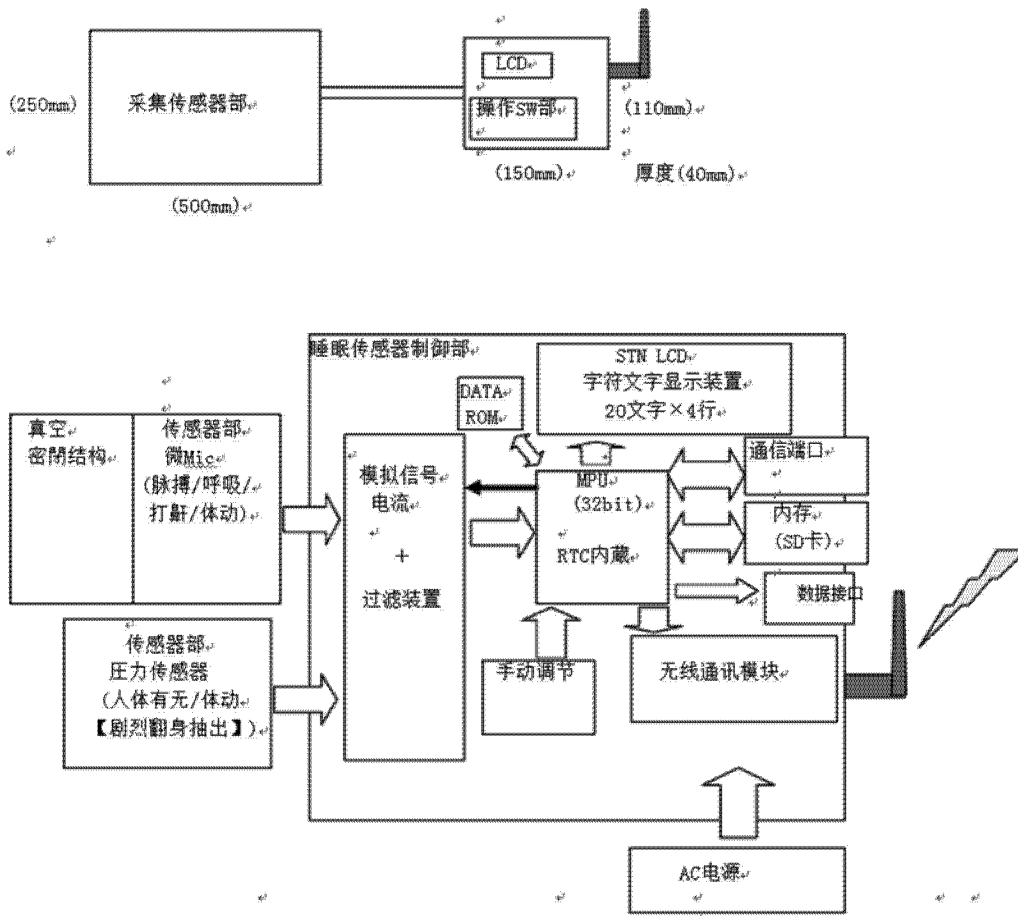 LCD
采集传感器部
操作SW部
(250mm)
(110mm)
(150mm)
厚度(40mm)
(500mm)
睡眠传感器制御部
STN LCD
字符文字显示装置
20文字×4行
DATA
ROM
真空
密閉结构
传感器部
微Mic
(脉搏/呼吸/
打鼾/体动)
模拟信号
电流
+
过滤装置
MPU
(32bit)
RTC内蔵
通信端口
内存
(SD卡)
数据接口
传感器部
圧力传感器
(人体有无/体动
【剧烈翻身抽出】)
手动调节
无线通讯模块
AC电源